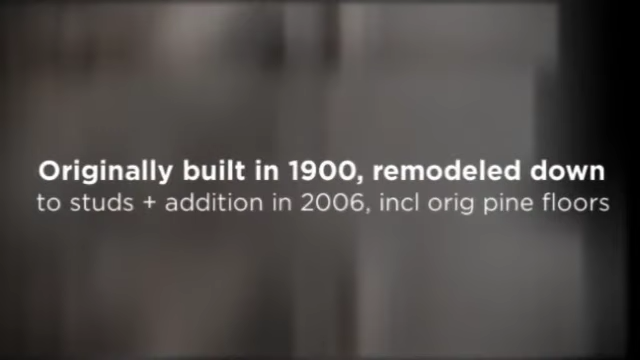 Originally built in 1900, remodeled down
to studs + addition in 2006, incl orig pine floors